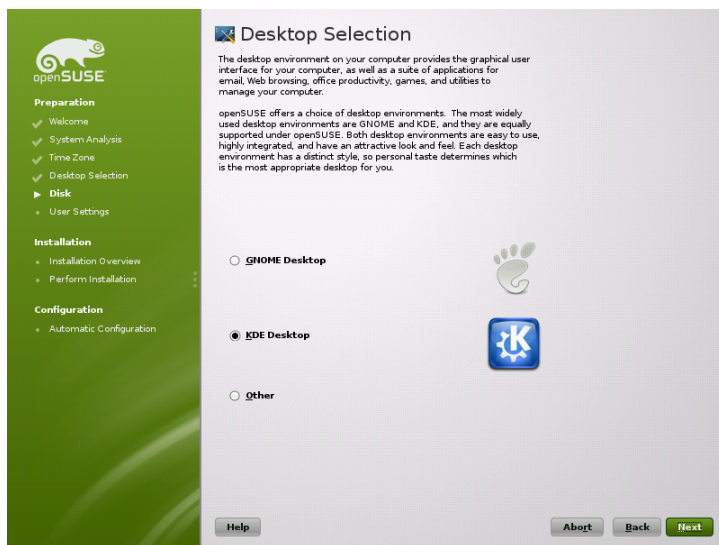 openSUSE
Preparation
Welcome
System Analysis
Time Zone
Desktop Selection
Disk
User Settings
Installation
Installation Overview
Perform Installation
Configuration
Automatic Configuration
Desktop Selection
The desktop environment on your computer provides the graphical user
interface for your computer, as well as a suite of applications for
email, Web browsing, office productivity, games, and utilities to
manage your computer.
openSUSE offers a choice of desktop environments. The most widely
used desktop environments are GNOME and KDE, and they are equally
supported under openSUSE. Both desktop environments are easy to use,
highly integrated, and have an attractive look and feel. Each desktop
environment has a distinct style, so personal taste determines which
is the most appropriate desktop for you.
GNOME Desktop
KDE Desktop
K
Other
Help
Abort
Back
Next